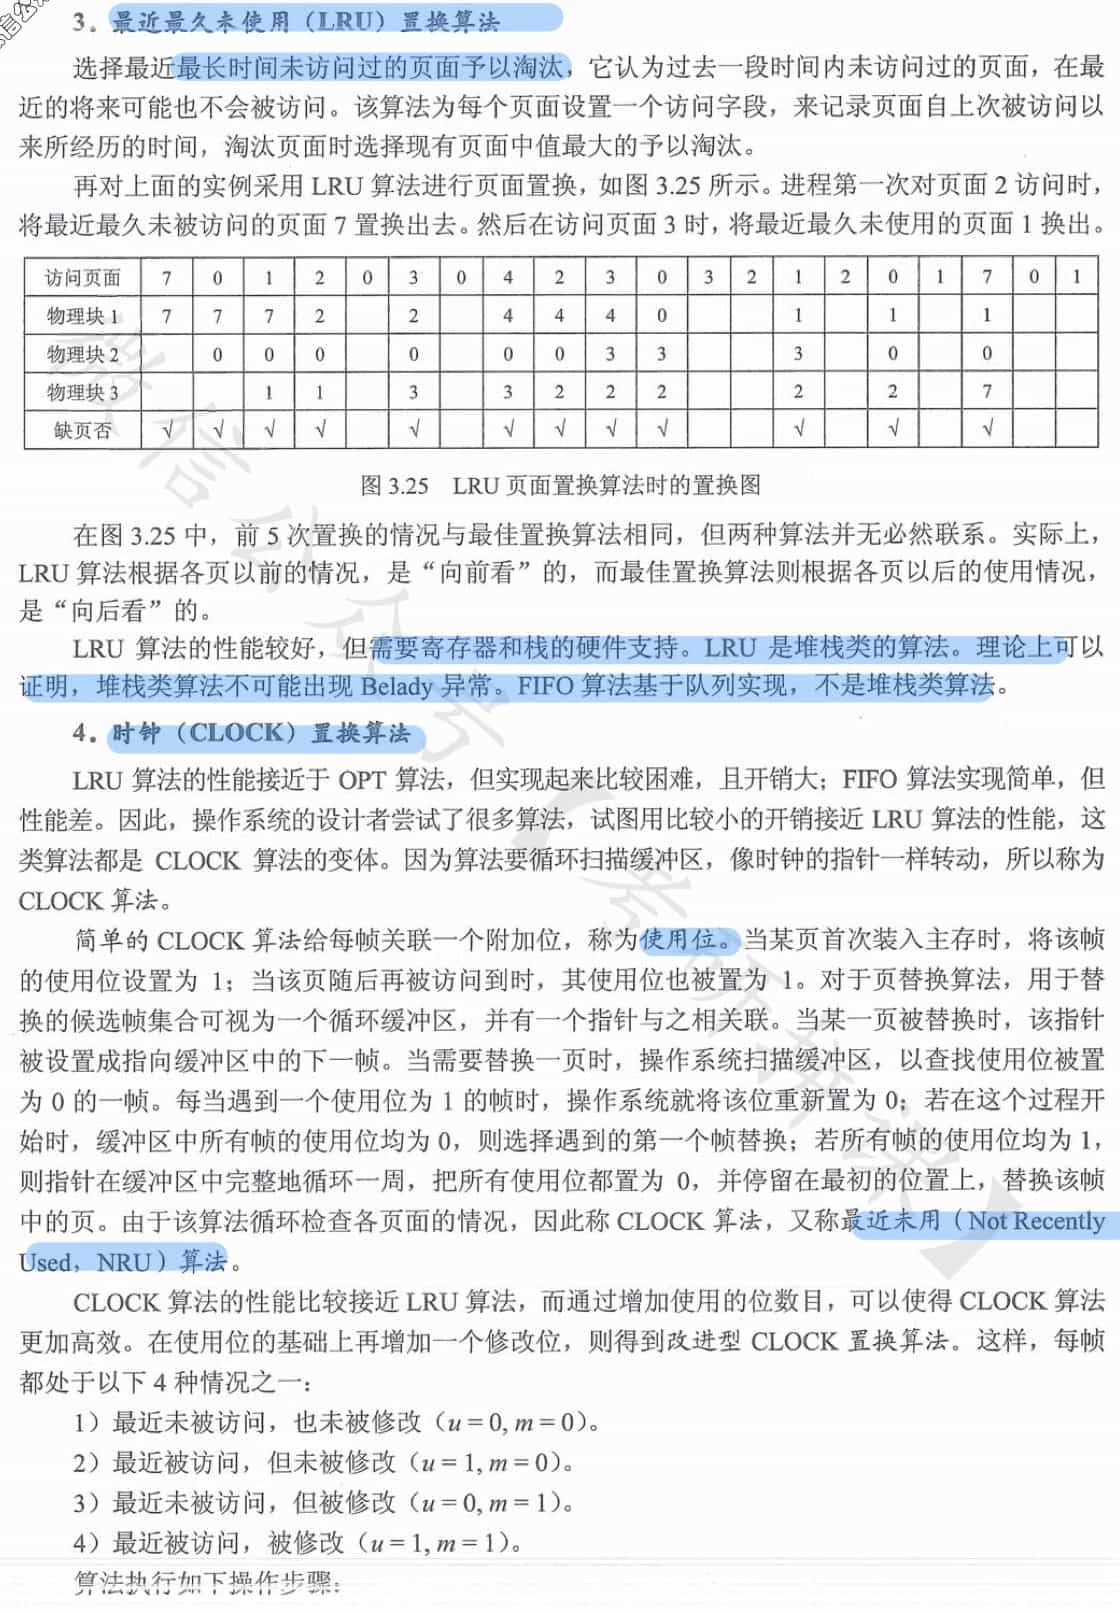 3．最近最久未使用（LRU）置换算法
选择最近最长时间未访问过的页面予以淘汰，它认为过去一段时间内未访问过的页面，在最
近的将来可能也不会被访问。该算法为每个页面设置一个访问字段，来记录页面自上次被访问以
来所经历的时间，淘汰页面时选择现有页面中值最大的予以淘汰。
再对上面的实例采用 LRU 算法进行页面置换，如图 3.25 所示。进程第一次对页面 2 访问时，
将最近最久未被访问的页面 7 置换出去。然后在访问页面 3 时，将最近最久未使用的页面 1 换出。
访问页面 7 0 1 2 0 3 0 4 2 3 0 3 2 1 2 0 1 7 0 1
物理块 1 7 7 7 2 2 4 4 4 0 1 1 1
物理块 2 0 0 0 0 0 0 3 3 3 0 0
物理块 3 1 1 3 3 2 2 2 2 2 7
缺页否 √ √ √ √ √ √ √ √ √ √ √ √
图 3.25 LRU 页面置换算法时的置换图
在图 3.25 中，前 5 次置换的情况与最佳置换算法相同，但两种算法并无必然联系。实际上，
LRU 算法根据各页以前的情况，是“向前看”的，而最佳置换算法则根据各页以后的使用情况，
是“向后看”的。
LRU 算法的性能较好，但需要寄存器和栈的硬件支持。LRU 是堆栈类的算法。理论上可以
证明，堆栈类算法不可能出现 Belady 异常。FIFO 算法基于队列实现，不是堆栈类算法。
4．时钟（CLOCK）置换算法
LRU 算法的性能接近于 OPT 算法，但实现起来比较困难，且开销大；FIFO 算法实现简单，但
性能差。因此，操作系统的设计者尝试了很多算法，试图用比较小的开销接近 LRU 算法的性能，这
类算法都是 CLOCK 算法的变体。因为算法要循环扫描缓冲区，像时钟的指针一样转动，所以称为
CLOCK 算法。
简单的 CLOCK 算法给每帧关联一个附加位，称为使用位。当某页首次装入主存时，将该帧
的使用位设置为 1；当该页随后再被访问到时，其使用位也被置为 1。对于页替换算法，用于替
换的候选帧集合可视为一个循环缓冲区，并有一个指针与之相关联。当某一页被替换时，该指针
被设置成指向缓冲区中的下一帧。当需要替换一页时，操作系统扫描缓冲区，以查找使用位被置
为 0 的一帧。每当遇到一个使用位为 1 的帧时，操作系统就将该位重新置为 0；若在这个过程开
始时，缓冲区中所有帧的使用位均为 0，则选择遇到的第一个帧替换；若所有帧的使用位均为 1，
则指针在缓冲区中完整地循环一周，把所有使用位都置为 0，并停留在最初的位置上，替换该帧
中的页。由于该算法循环检查各页面的情况，因此称 CLOCK 算法，又称最近未用（Not Recently
Used，NRU）算法。
CLOCK 算法的性能比较接近 LRU 算法，而通过增加使用的位数目，可以使得 CLOCK 算法
更加高效。在使用位的基础上再增加一个修改位，则得到改进型 CLOCK 置换算法。这样，每帧
都处于以下 4 种情况之一：
1）最近未被访问，也未被修改（u = 0, m = 0）。
2）最近被访问，但未被修改（u = 1, m = 0）。
3）最近未被访问，但被修改（u = 0, m = 1）。
4）最近被访问，被修改（u = 1, m = 1）。
算法执行如下操作步骤：
微信公众号【考研拼课】